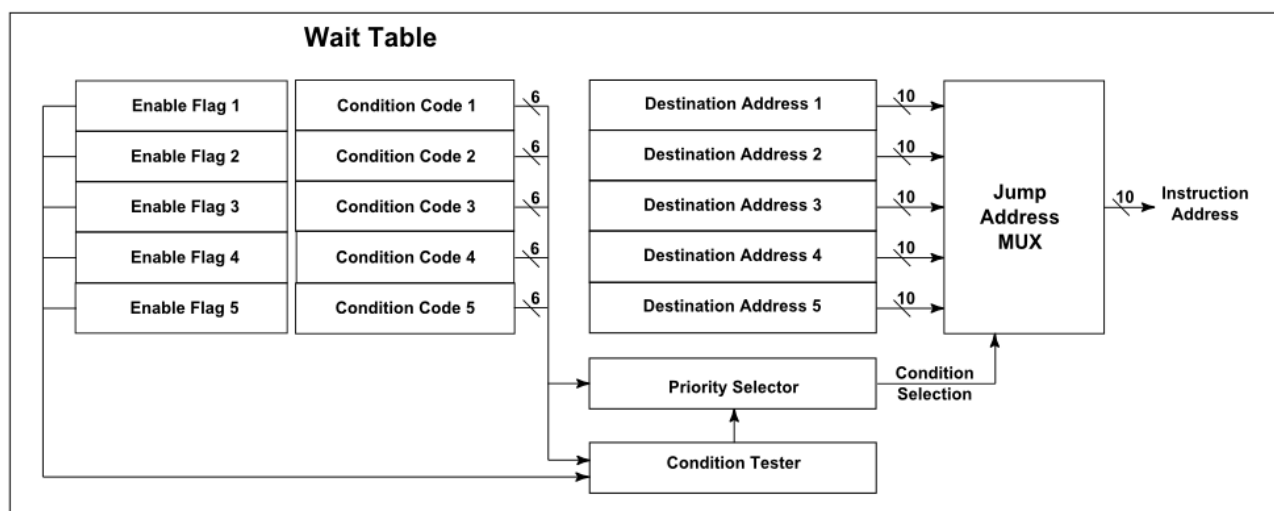 Wait Table
Enable Flag 1 Condition Code 1 6 Destination Address 1 10
Enable Flag 2 Condition Code 2 6 Destination Address 2 10
Enable Flag 3 Condition Code 3 6 Destination Address 3 10
Enable Flag 4 Condition Code 4 6 Destination Address 4 10
Enable Flag 5 Condition Code 5 6 Destination Address 5 10
Jump
Address
MUX
10
Instruction
Address
Priority Selector
Condition
Selection
Condition Tester